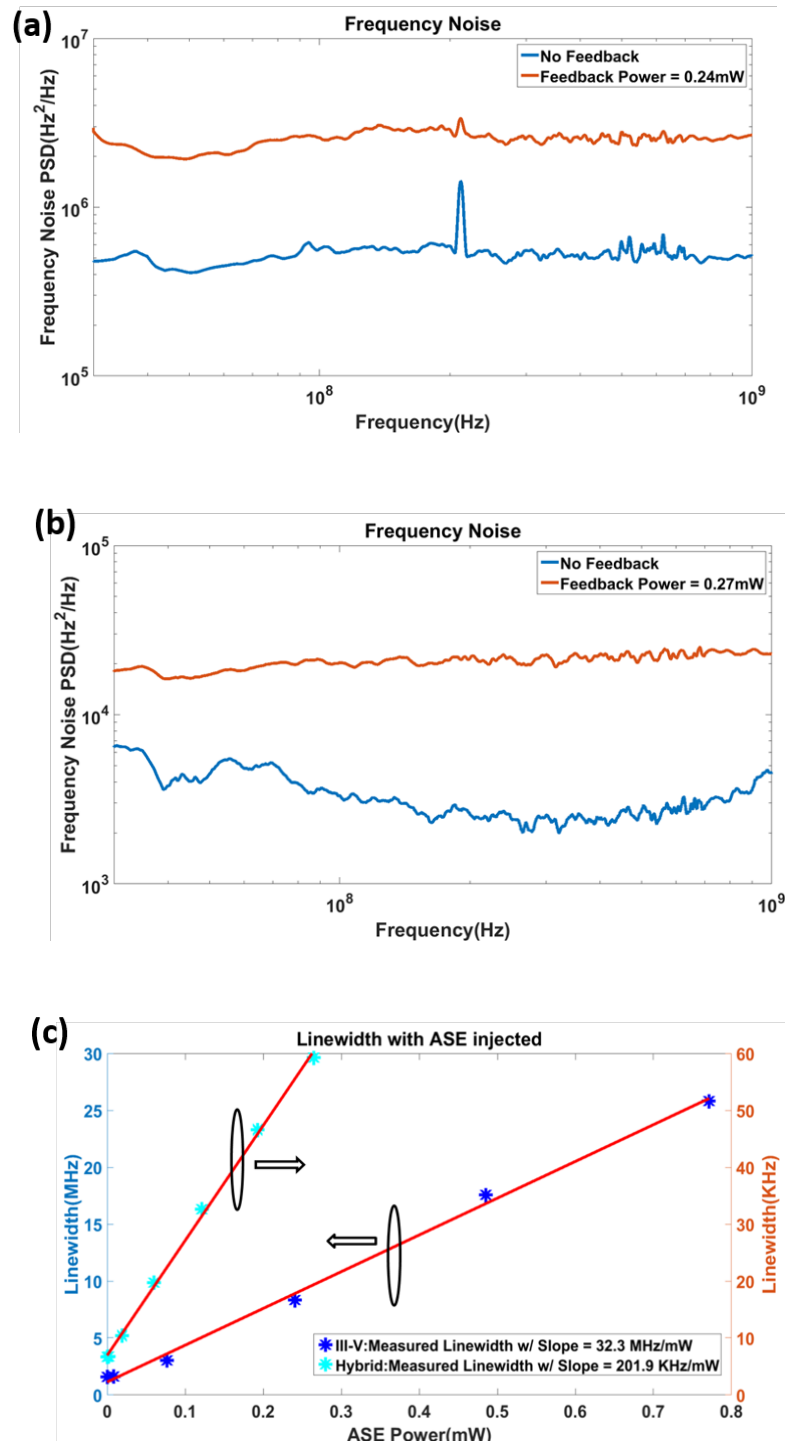 (a)
Frequency Noise
10^7
No Feedback
Feedback Power = 0.24mW
Frequency Noise PSD(Hz^2/Hz)
10^6
10^5
10^8
10^9
Frequency(Hz)
(b)
Frequency Noise
10^5
No Feedback
Feedback Power = 0.27mW
Frequency Noise PSD(Hz^2/Hz)
10^4
10^3
10^8
10^9
Frequency(Hz)
(c)
Linewidth with ASE injected
30
25
20
15
10
5
0
Linewidth(MHz)
60
50
40
30
20
10
0
Linewidth(KHz)
III-V:Measured Linewidth w/ Slope = 32.3 MHz/mW
Hybrid:Measured Linewidth w/ Slope = 201.9 KHz/mW
0 0.1 0.2 0.3 0.4 0.5 0.6 0.7 0.8
ASE Power(mW)